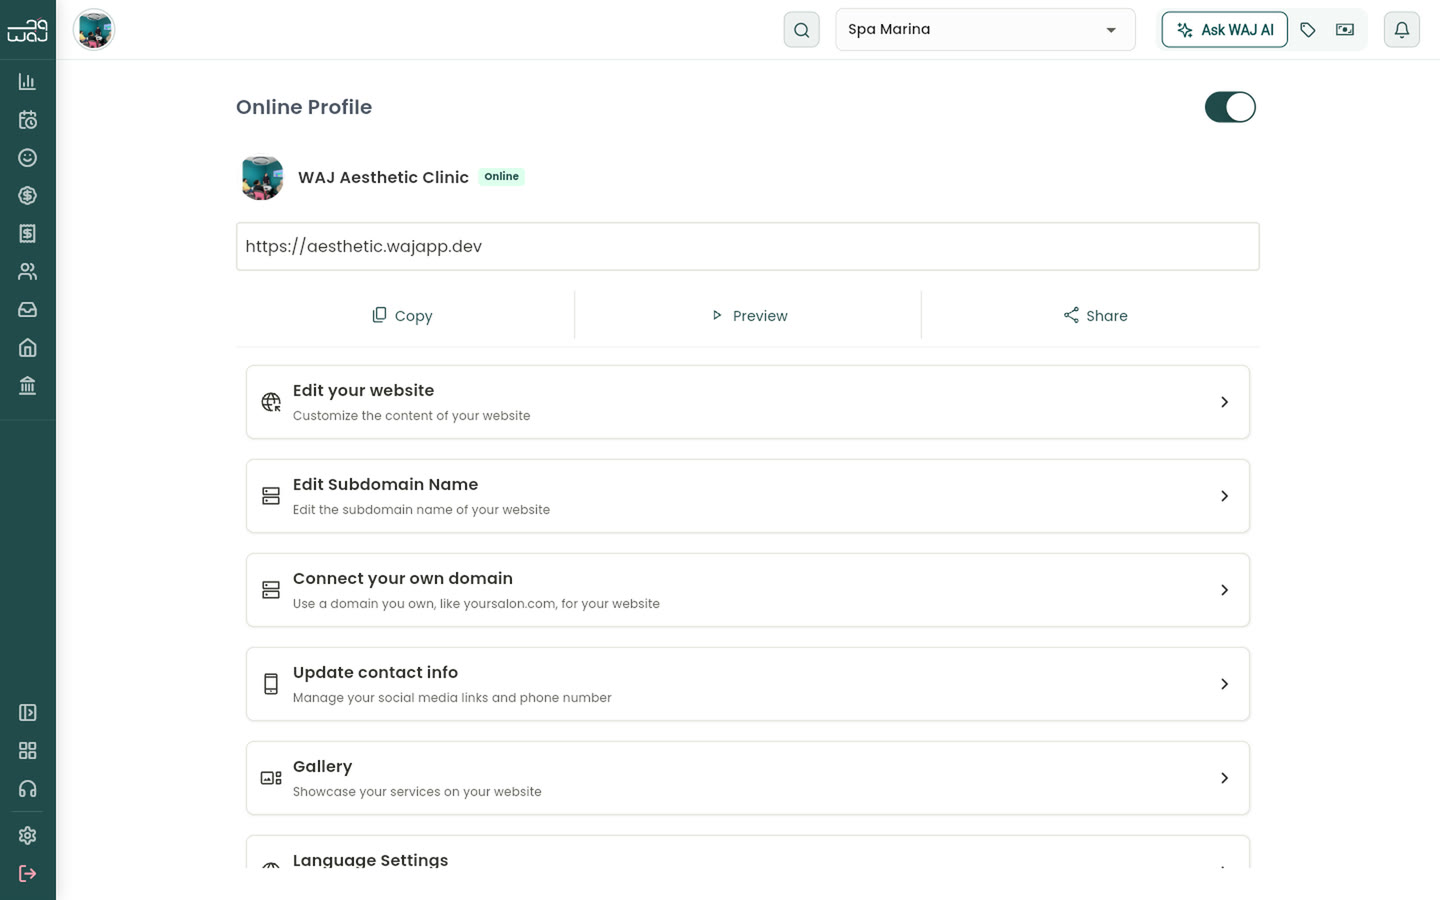 waj
Spa Marina
Ask WAJ AI
Online Profile
WAJ Aesthetic Clinic
Online
https://aesthetic.wajapp.dev
Copy
Preview
Share
Edit your website
Customize the content of your website
Edit Subdomain Name
Edit the subdomain name of your website
Connect your own domain
Use a domain you own, like yoursalon.com, for your website
Update contact info
Manage your social media links and phone number
Gallery
Showcase your services on your website
Language Settings